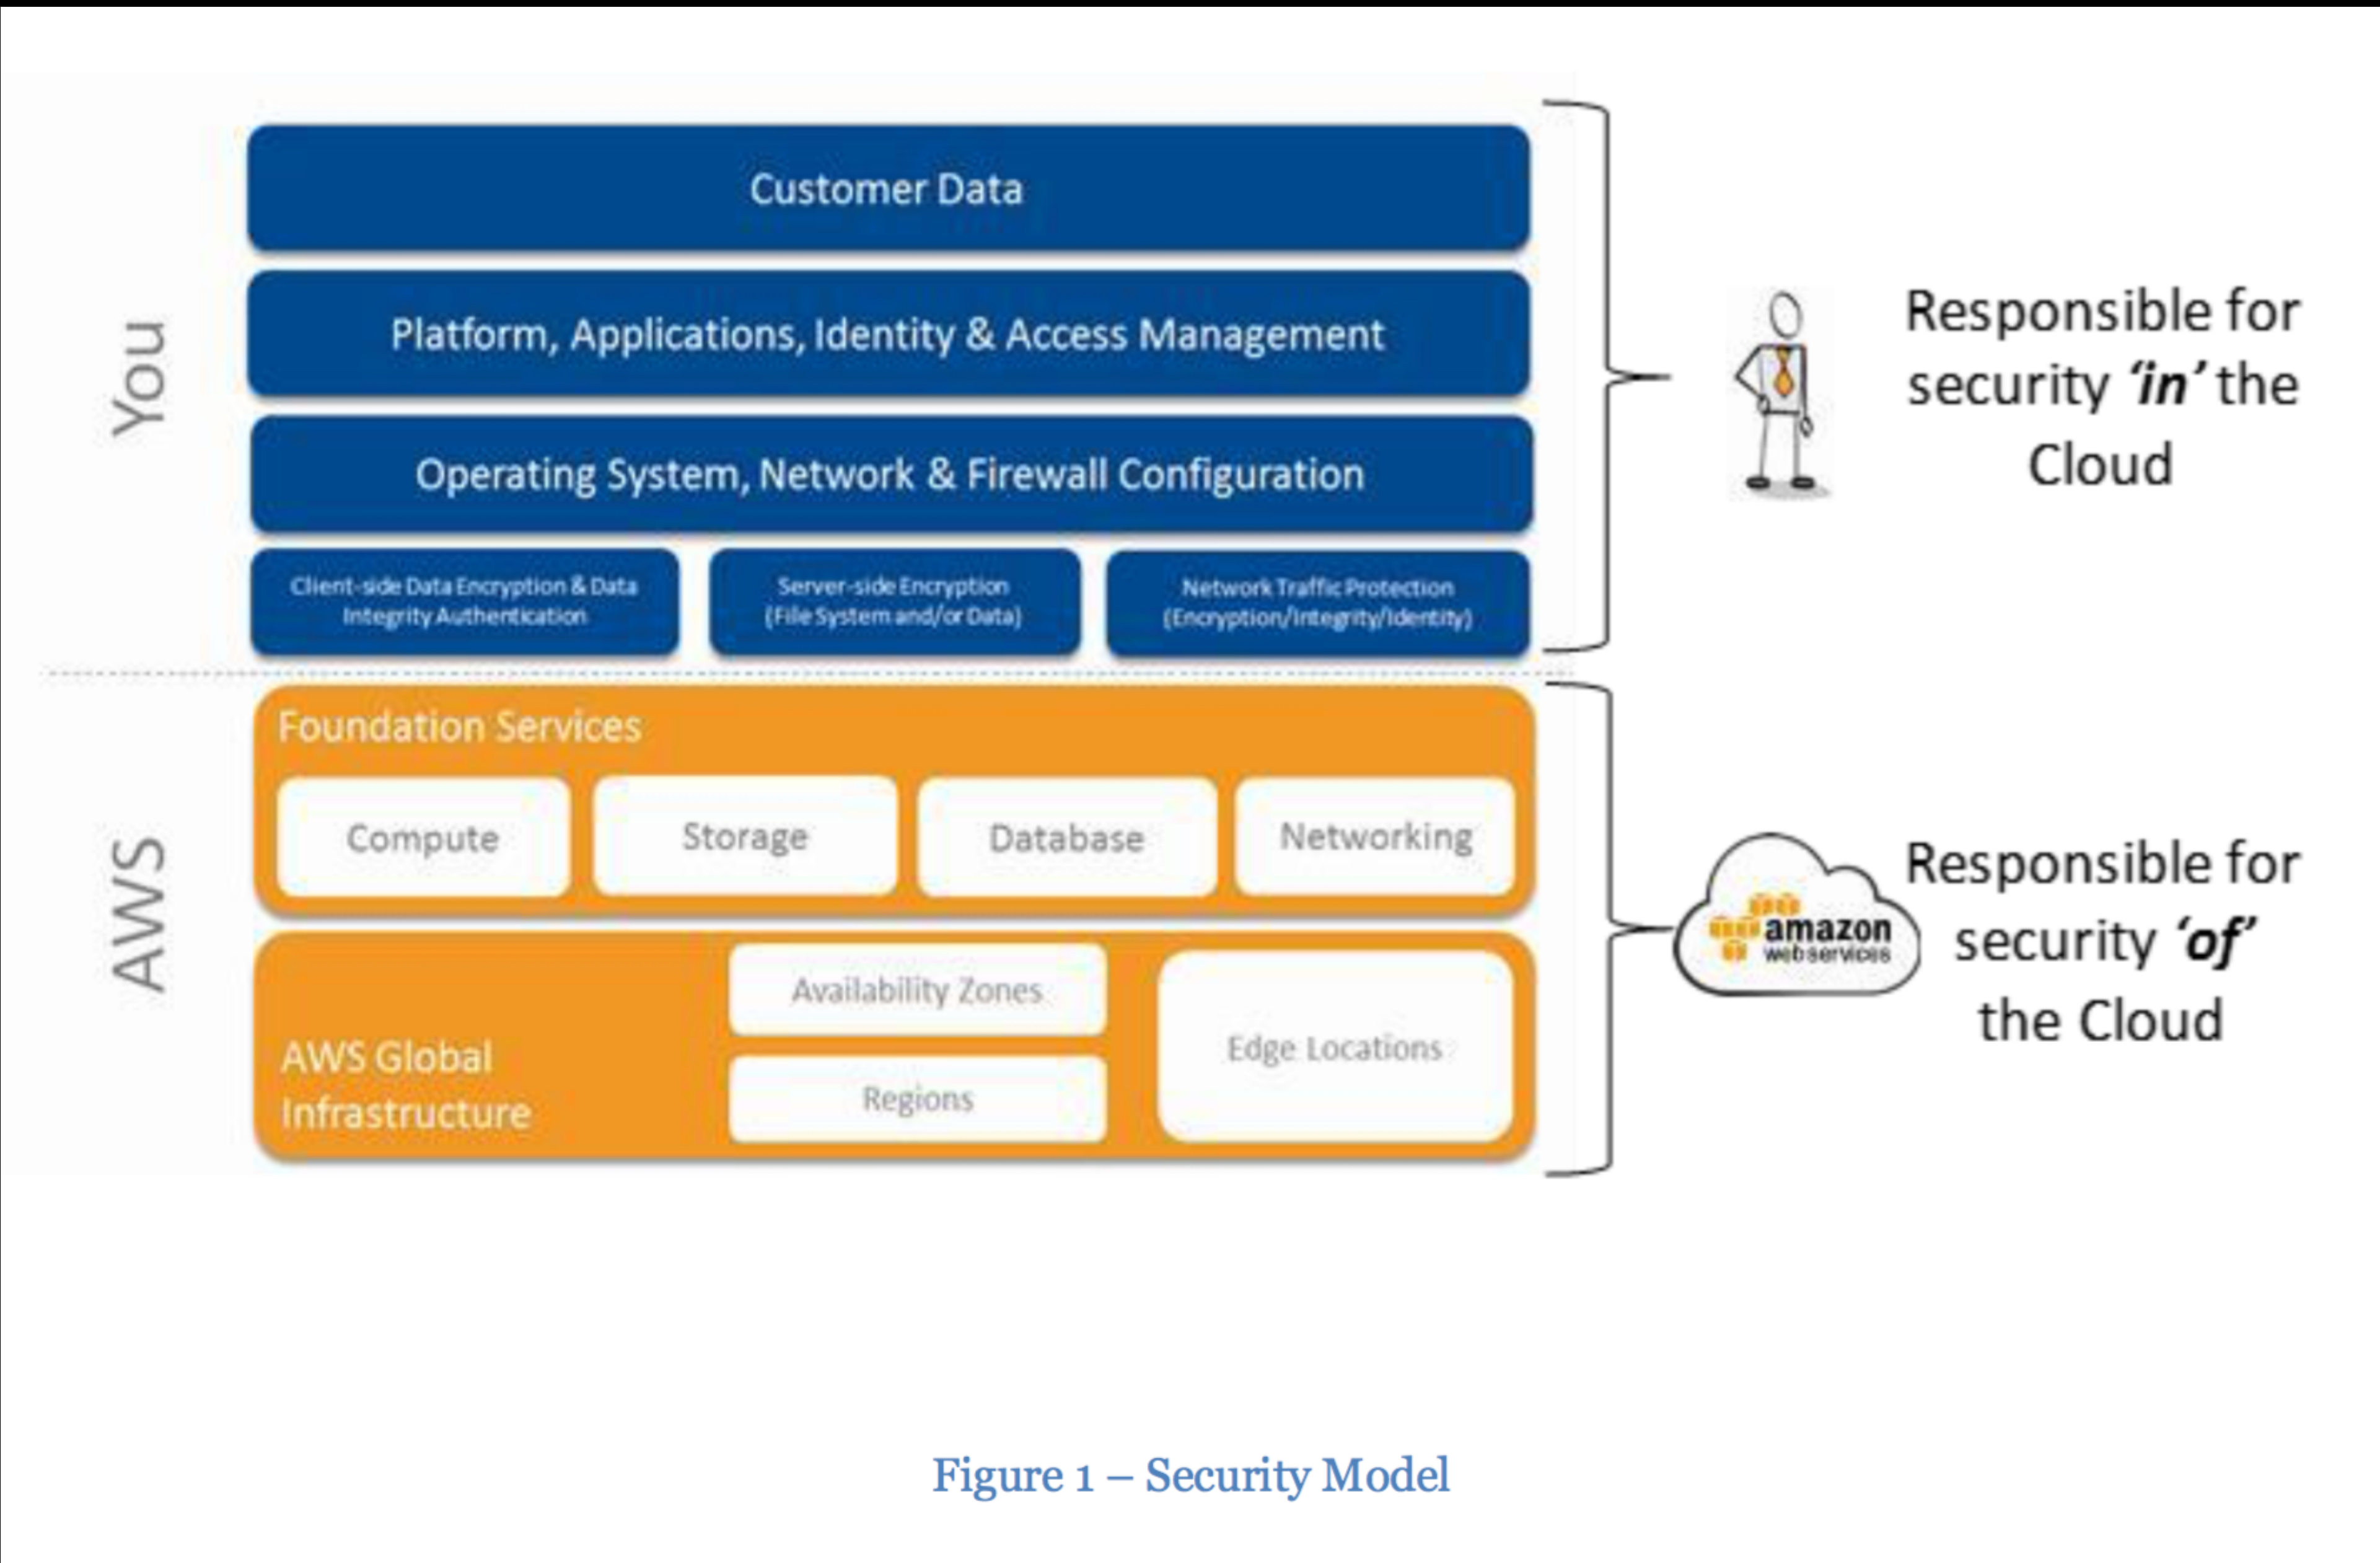 You
Customer Data
Platform, Applications, Identity & Access Management
Operating System, Network & Firewall Configuration
Client-side Data Encryption & Data
Integrity Authentication
Server-side Encryption
(File System and/or Data)
Network Traffic Protection
(Encryption/Integrity/Identity)
Responsible for
security ‘in’ the
Cloud
AWS
Foundation Services
Compute
Storage
Database
Networking
AWS Global
Infrastructure
Availability Zones
Regions
Edge Locations
amazon
webservices
Responsible for
security ‘of’
the Cloud
Figure 1 – Security Model